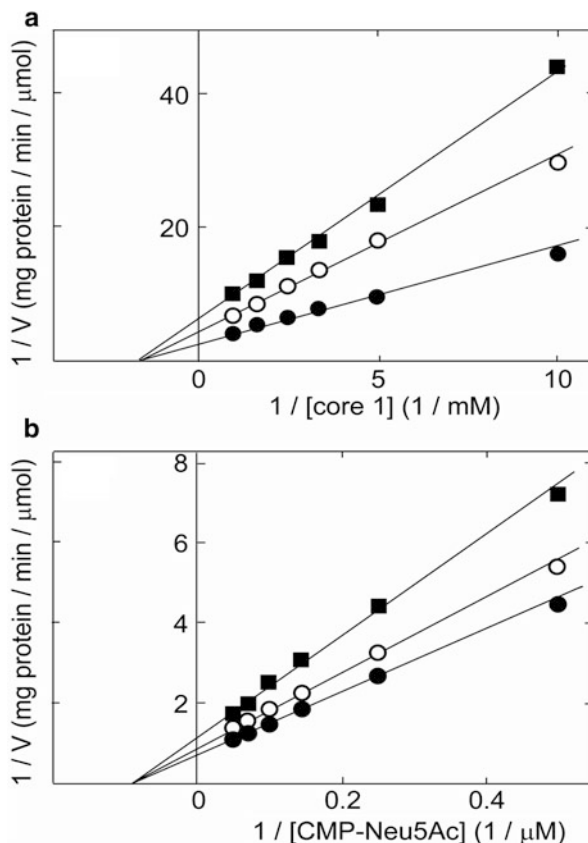 a
1 / V (mg protein / min / μmol)
40
20
0
5
10
1 / [core 1] (1 / mM)
b
1 / V (mg protein / min / μmol)
8
6
4
2
0
0.2
0.4
1 / [CMP-Neu5Ac] (1 / μM)